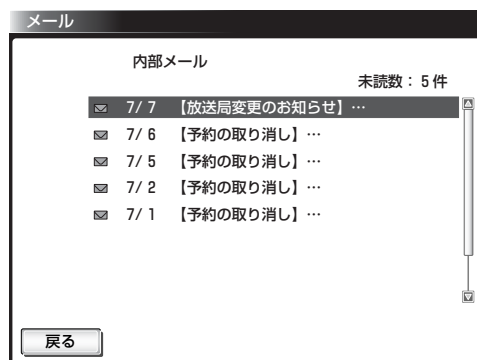 メール
内部メール
未読数：5件
7/ 7 【放送局変更のお知らせ】…
7/ 6 【予約の取り消し】…
7/ 5 【予約の取り消し】…
7/ 2 【予約の取り消し】…
7/ 1 【予約の取り消し】…
戻る